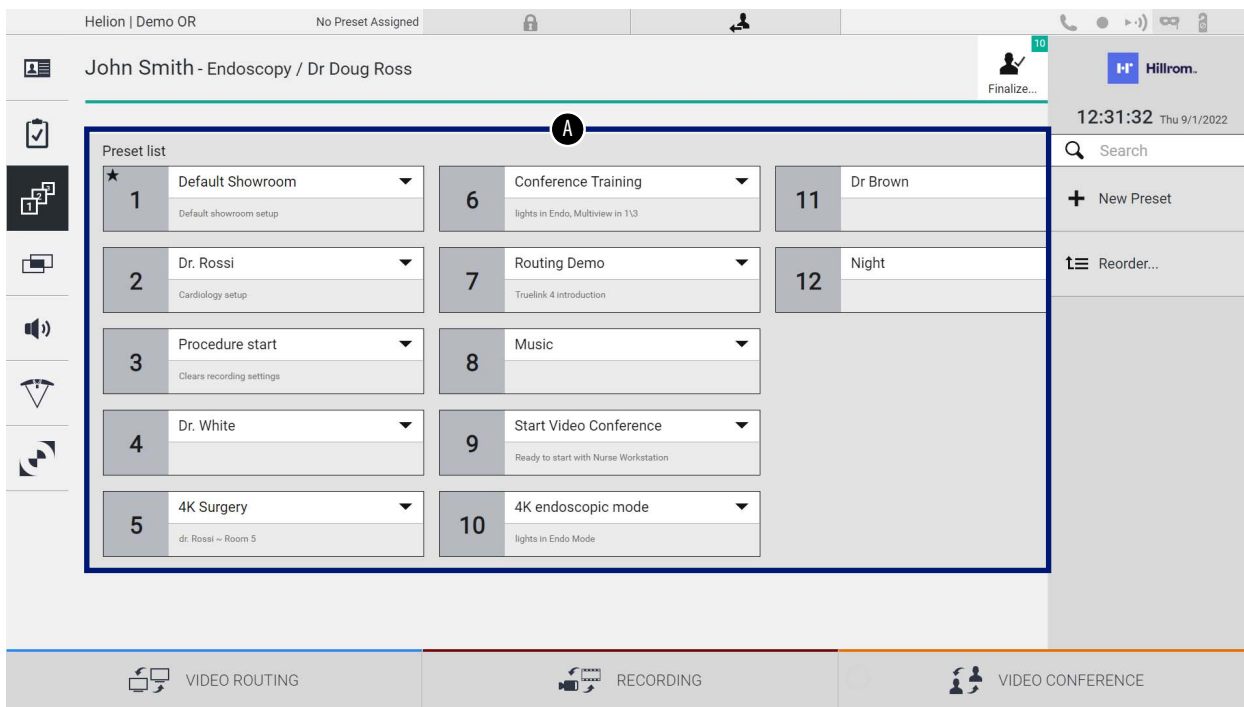 Helion | Demo OR
No Preset Assigned
John Smith - Endoscopy / Dr Doug Ross
10
Finalize...
Hillrom™
12:31:32 Thu 9/1/2022
Search
New Preset
Reorder...
A
Preset list
1
Default Showroom
Default showroom setup
2
Dr. Rossi
Cardiology setup
3
Procedure start
Clears recording settings
4
Dr. White
5
4K Surgery
dr. Rossi ~ Room 5
6
Conference Training
lights in Endo, Multiview in 1\3
7
Routing Demo
Truelink 4 introduction
8
Music
9
Start Video Conference
Ready to start with Nurse Workstation
10
4K endoscopic mode
lights in Endo Mode
11
Dr Brown
12
Night
VIDEO ROUTING
RECORDING
VIDEO CONFERENCE